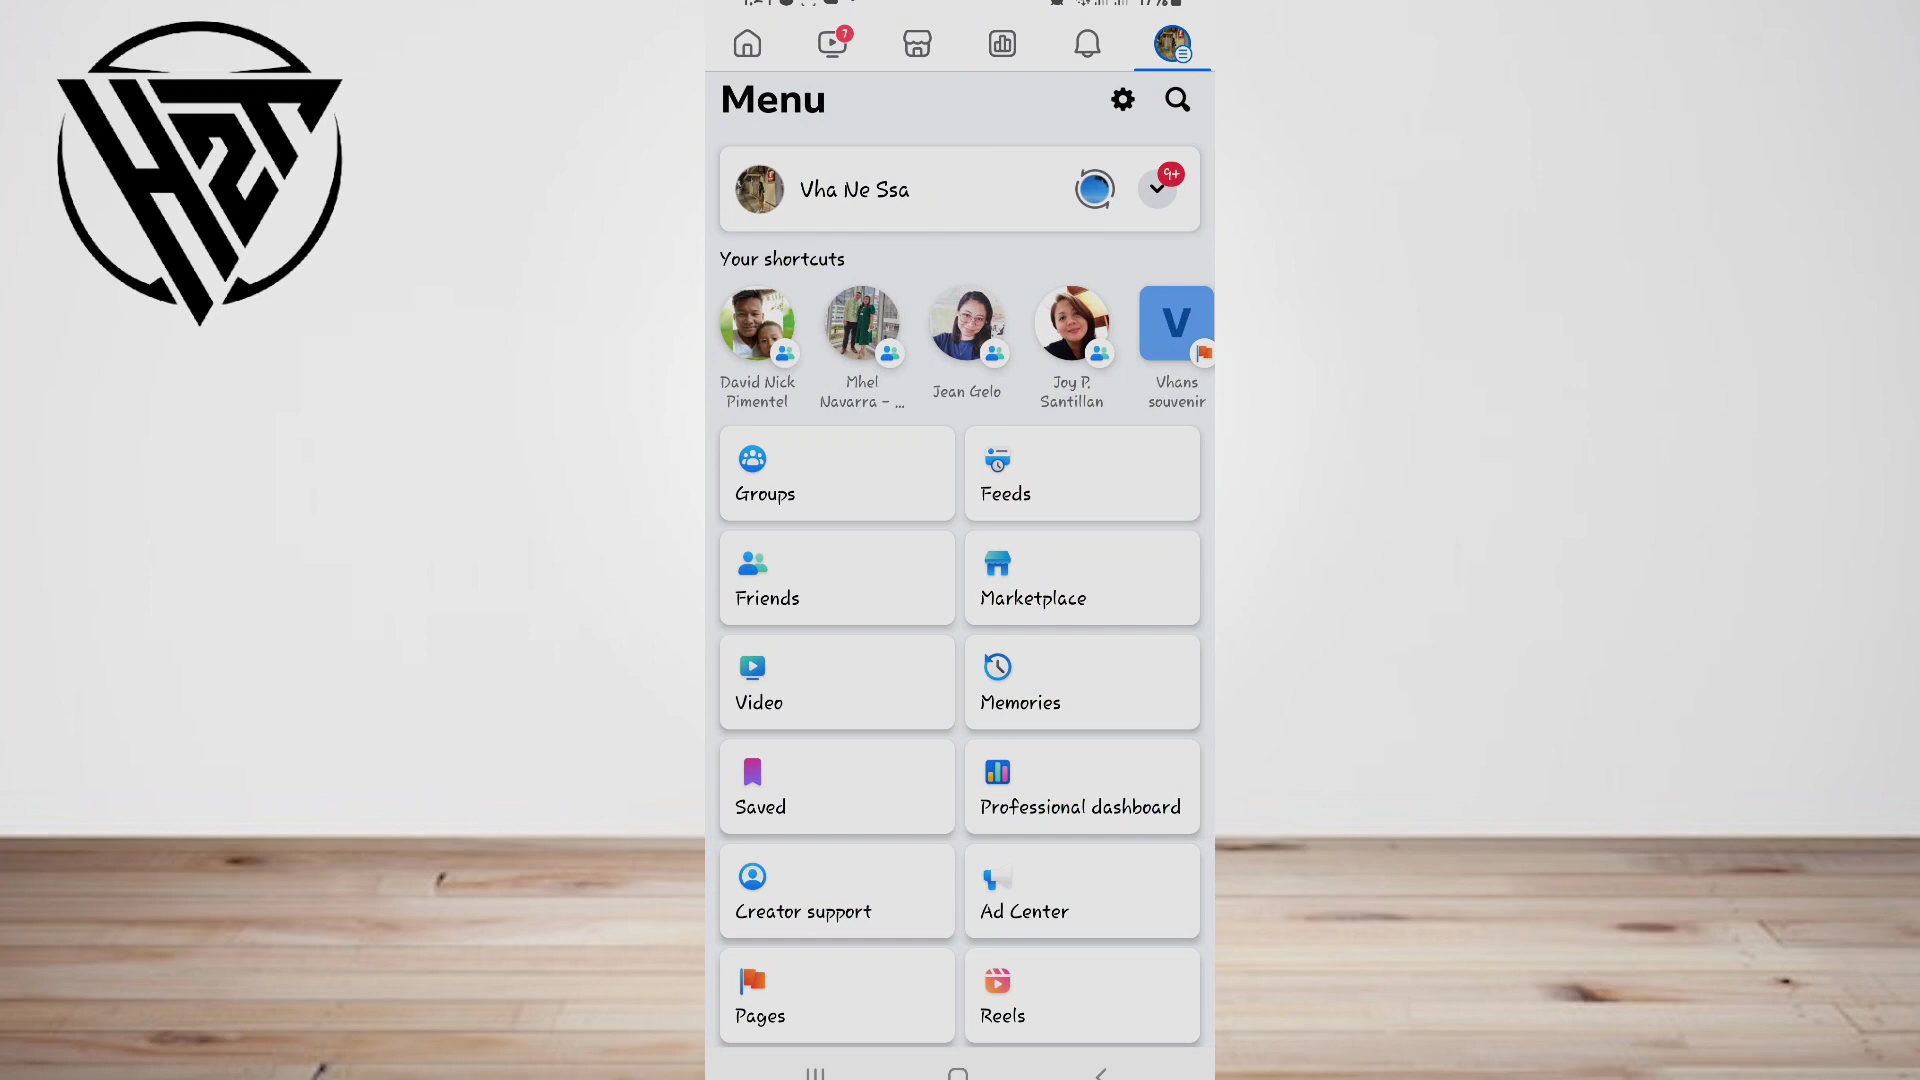 H2T
7
Menu
Vha Ne Ssa
9+
Your shortcuts
David Nick
Pimentel
Mhel
Navarra - ...
Jean Gelo
Joy P.
Santillan
V
Vhans
souvenir
Groups
Feeds
Friends
Marketplace
Video
Memories
Saved
Professional dashboard
Creator support
Ad Center
Pages
Reels